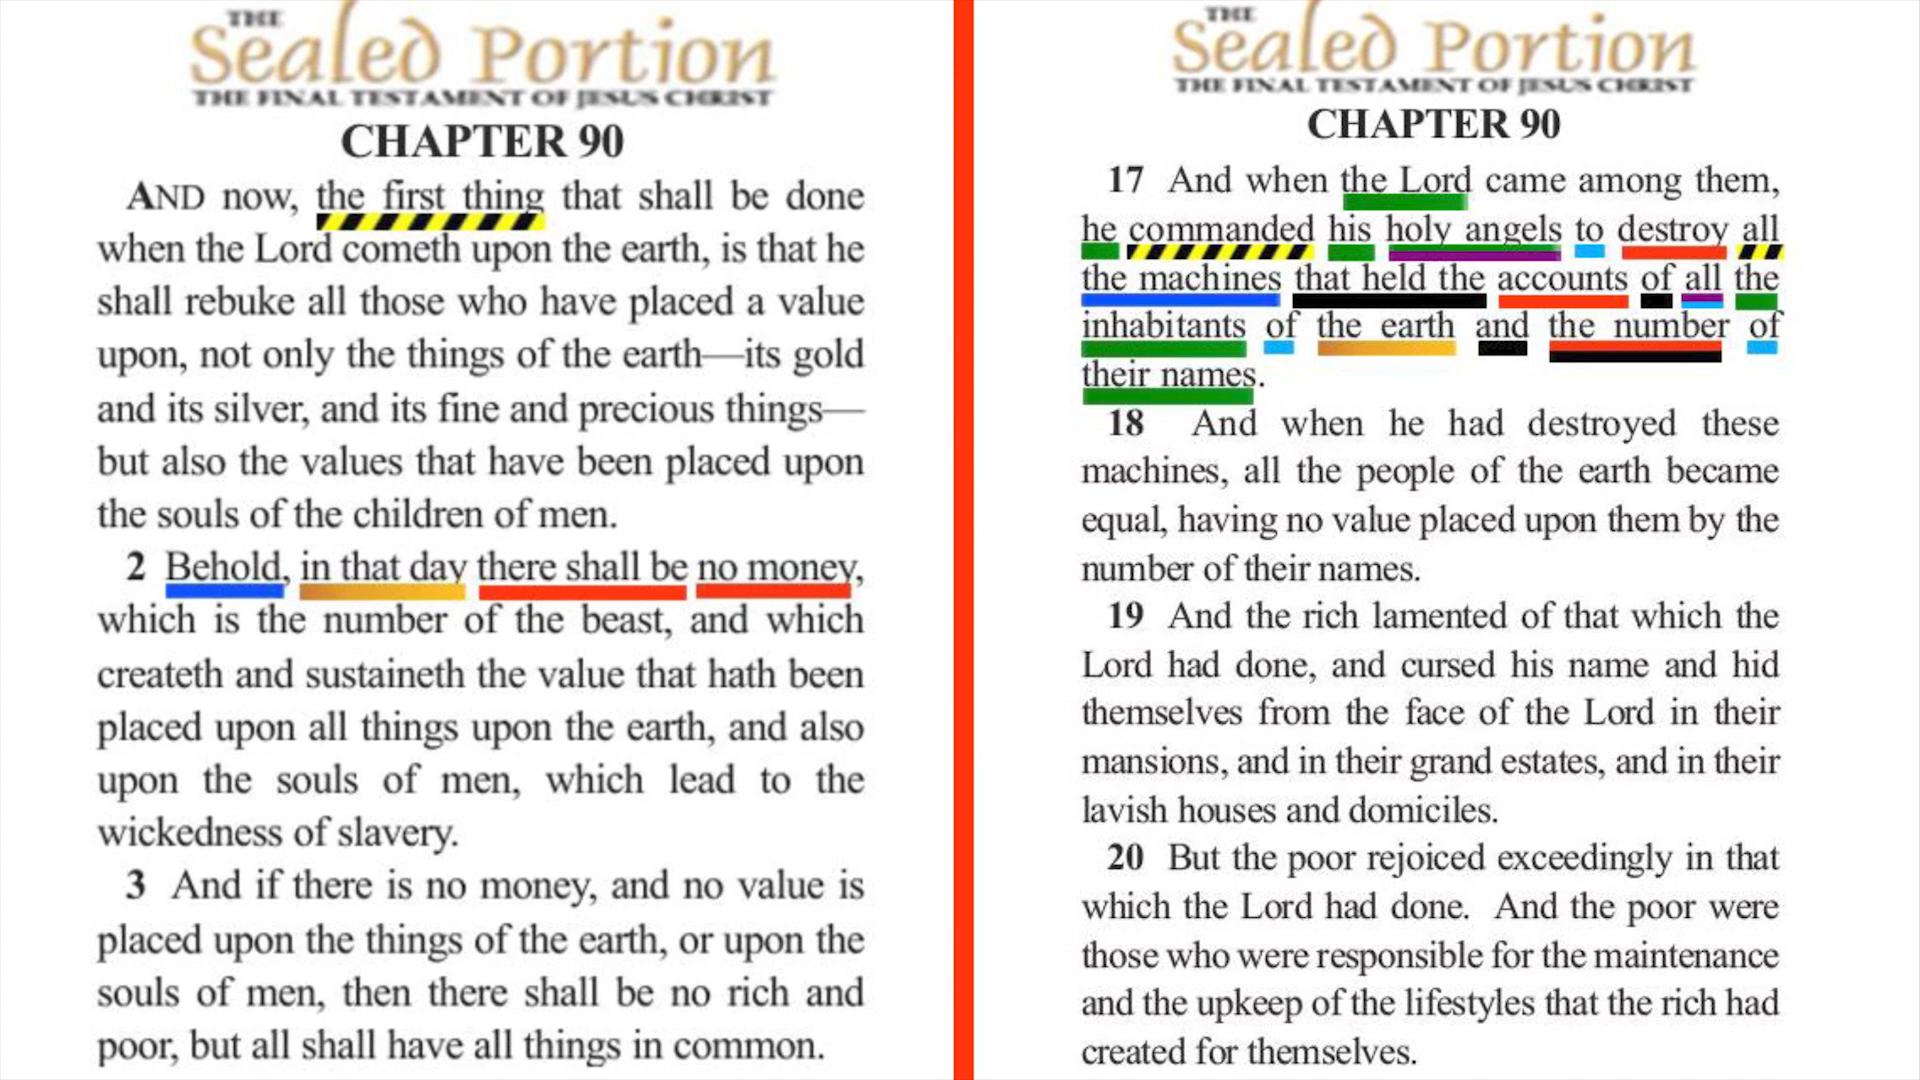 THE
Sealed Portion
THE FINAL TESTAMENT OF JESUS CHRIST
CHAPTER 90
AND now, the first thing that shall be done
when the Lord cometh upon the earth, is that he
shall rebuke all those who have placed a value
upon, not only the things of the earth—its gold
and its silver, and its fine and precious things—
but also the values that have been placed upon
the souls of the children of men.
2 Behold, in that day there shall be no money,
which is the number of the beast, and which
createth and sustaineth the value that hath been
placed upon all things upon the earth, and also
upon the souls of men, which lead to the
wickedness of slavery.
3 And if there is no money, and no value is
placed upon the things of the earth, or upon the
souls of men, then there shall be no rich and
poor, but all shall have all things in common.
THE
Sealed Portion
THE FINAL TESTAMENT OF JESUS CHRIST
CHAPTER 90
17 And when the Lord came among them,
he commanded his holy angels to destroy all
the machines that held the accounts of all the
inhabitants of the earth and the number of
their names.
18 And when he had destroyed these
machines, all the people of the earth became
equal, having no value placed upon them by the
number of their names.
19 And the rich lamented of that which the
Lord had done, and cursed his name and hid
themselves from the face of the Lord in their
mansions, and in their grand estates, and in their
lavish houses and domiciles.
20 But the poor rejoiced exceedingly in that
which the Lord had done. And the poor were
those who were responsible for the maintenance
and the upkeep of the lifestyles that the rich had
created for themselves.